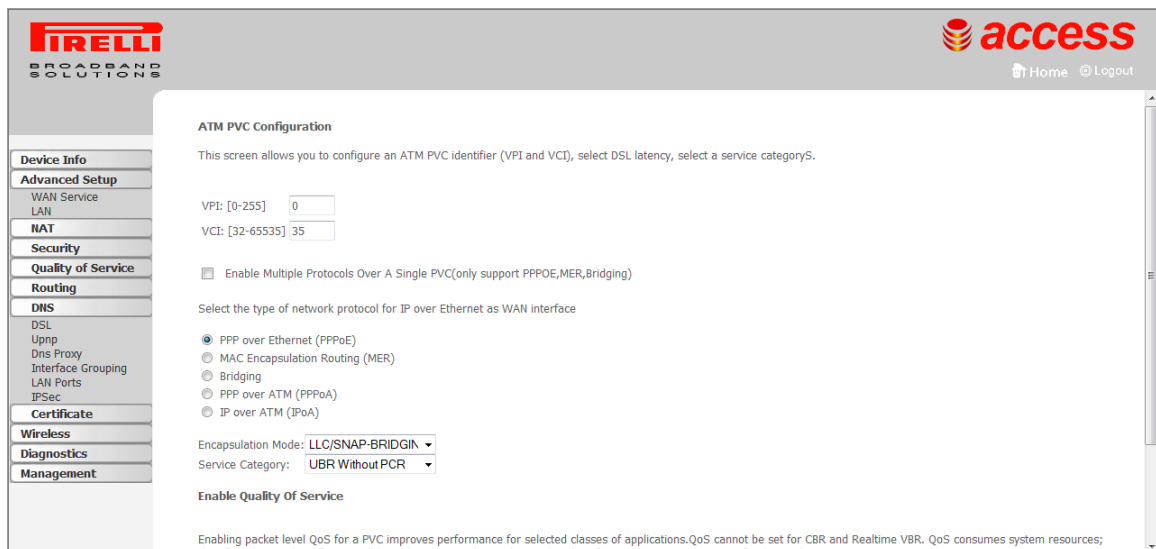 PIRELLI
BROADBAND
SOLUTIONS
access
Home Logout
Device Info
Advanced Setup
WAN Service
LAN
NAT
Security
Quality of Service
Routing
DNS
DSL
Upnp
Dns Proxy
Interface Grouping
LAN Ports
IPSec
Certificate
Wireless
Diagnostics
Management
ATM PVC Configuration
This screen allows you to configure an ATM PVC identifier (VPI and VCI), select DSL latency, select a service categoryS.
VPI: [0-255] 0
VCI: [32-65535] 35
Enable Multiple Protocols Over A Single PVC(only support PPPOE,MER,Bridging)
Select the type of network protocol for IP over Ethernet as WAN interface
PPP over Ethernet (PPPoE)
MAC Encapsulation Routing (MER)
Bridging
PPP over ATM (PPPoA)
IP over ATM (IPoA)
Encapsulation Mode: LLC/SNAP-BRIDGIN
Service Category: UBR Without PCR
Enable Quality Of Service
Enabling packet level QoS for a PVC improves performance for selected classes of applications.QoS cannot be set for CBR and Realtime VBR. QoS consumes system resources;